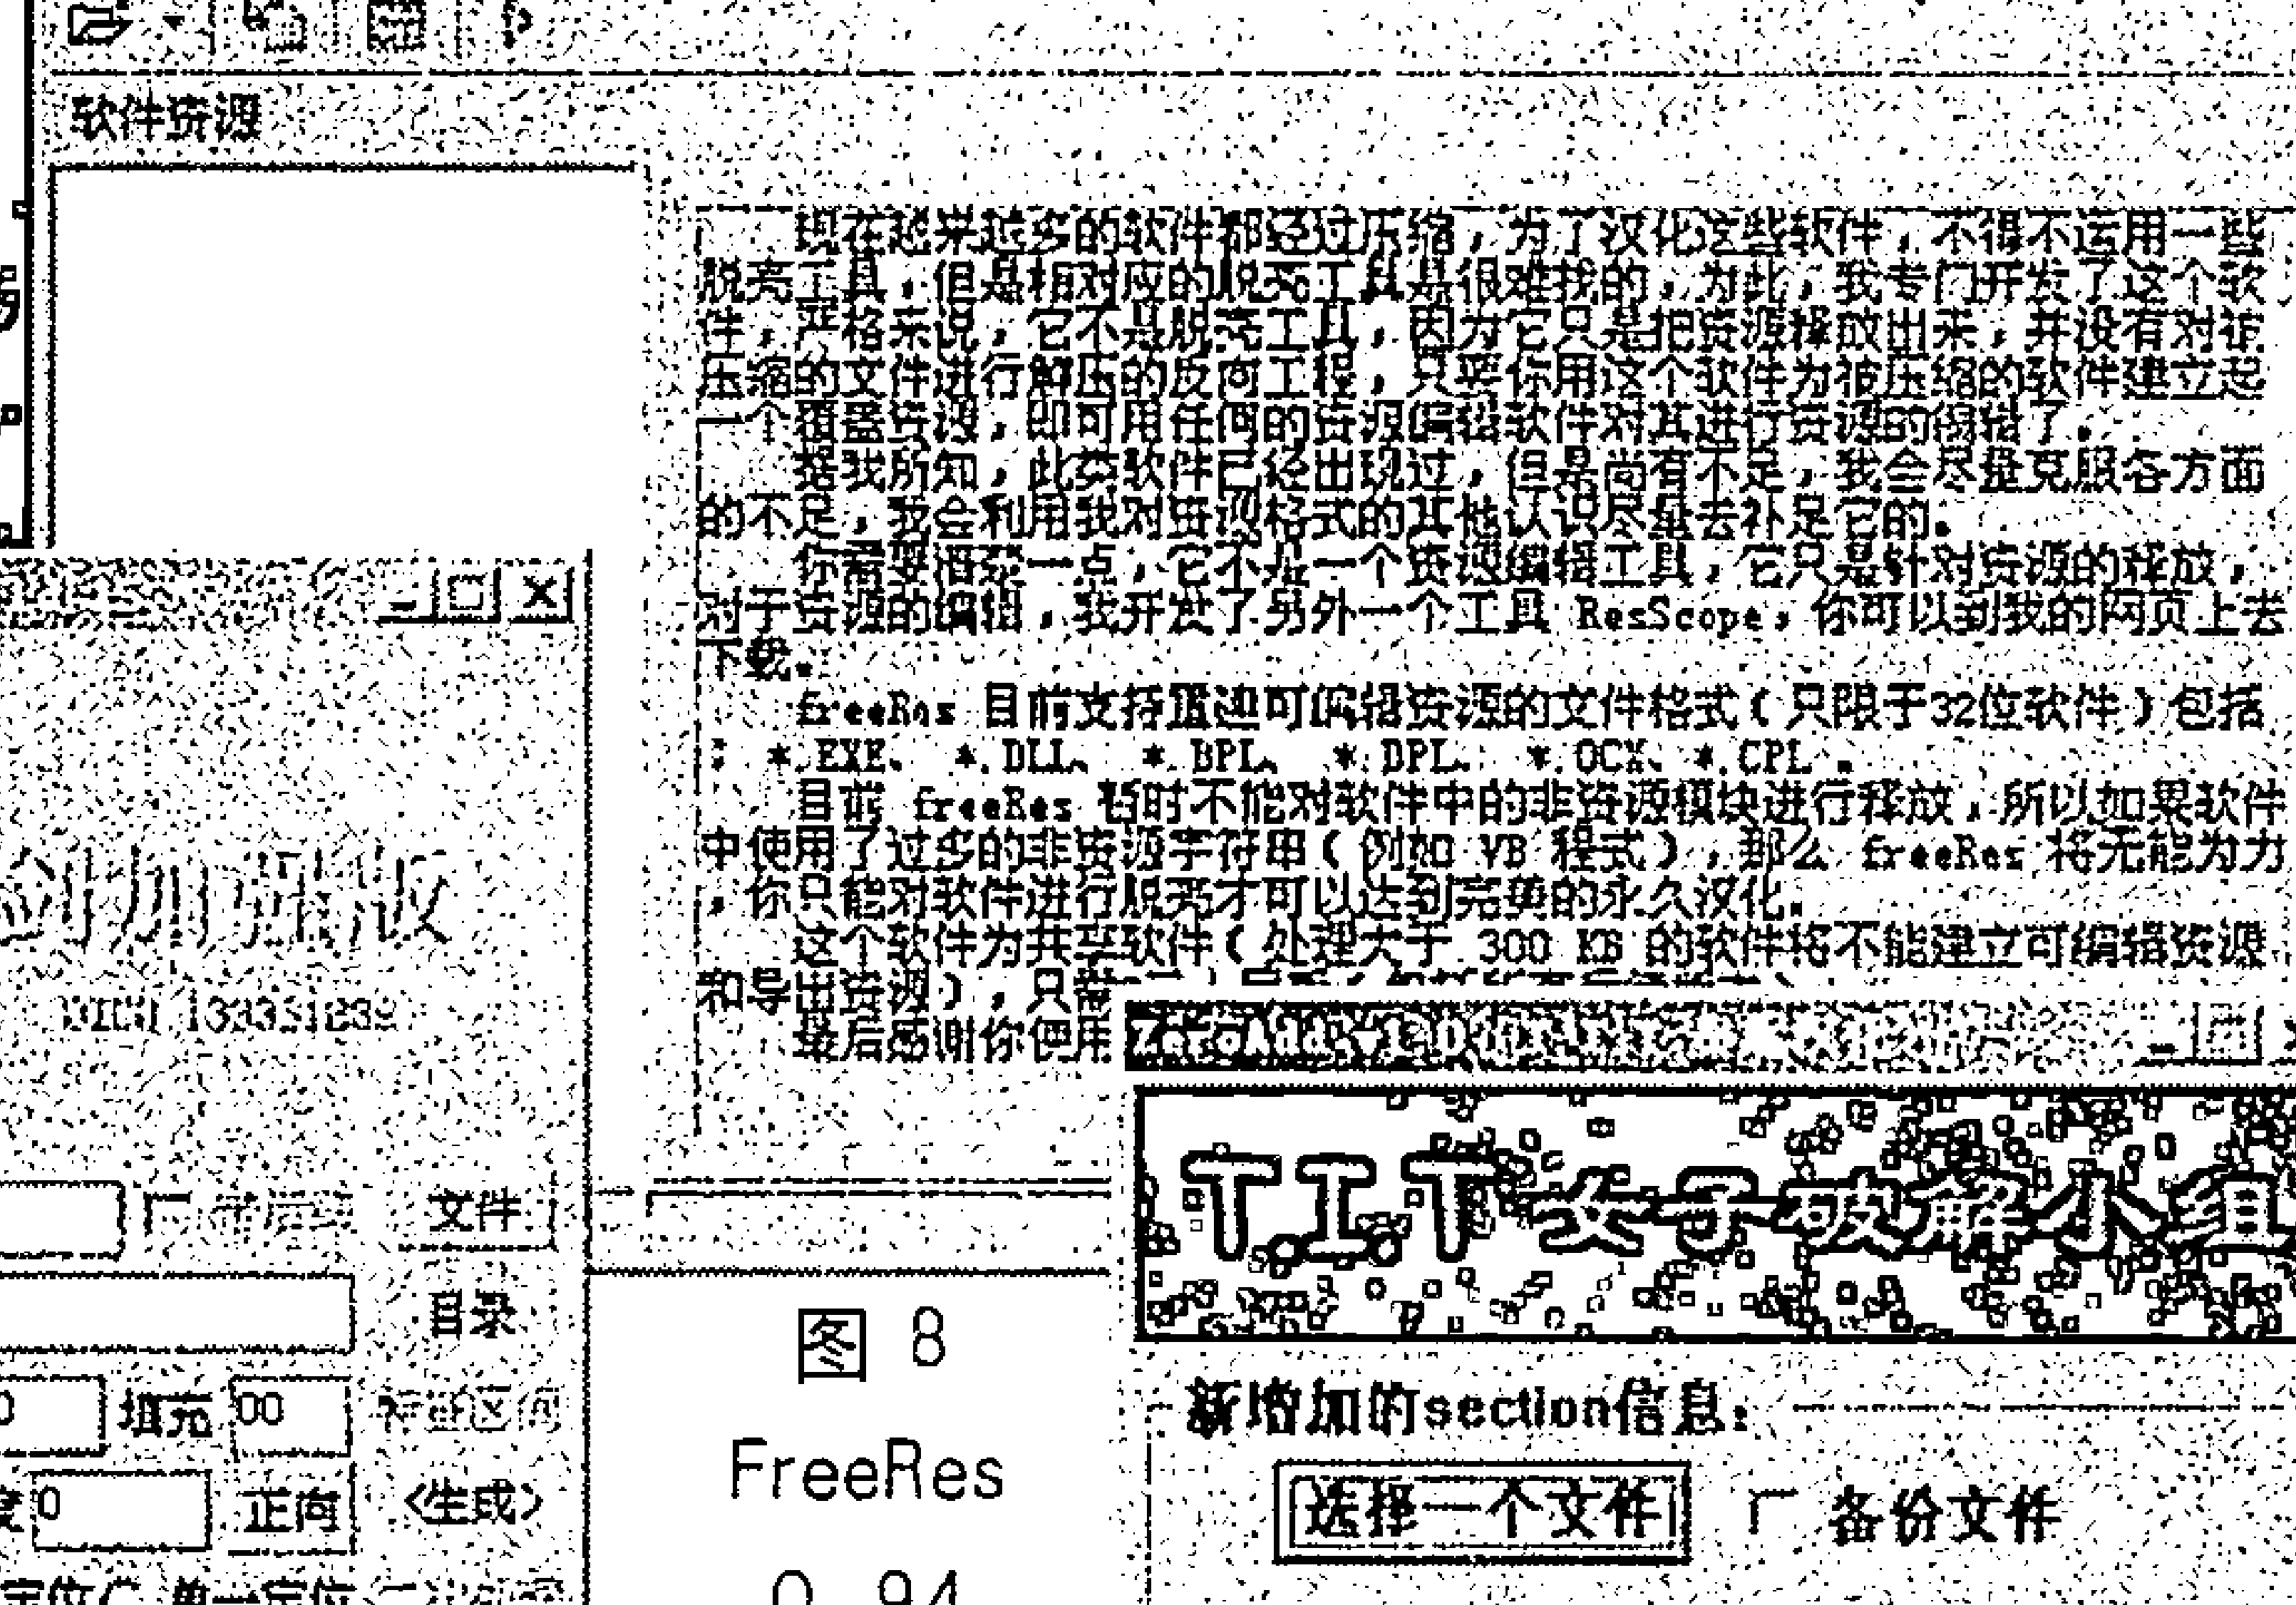 软件资源
现在越来越多的软件都经过压缩，为了汉化这些软件，不得不运用一些
脱壳工具，但是相对应的脱壳工具是很难找的，为此，我专门开发了这个软
件，严格来说，它不是脱壳工具，因为它只是把资源释放出来，并没有对被
压缩的文件进行解压的反向工程，只要你用这个软件为被压缩的软件建立起
一个覆盖资源，即可用任何的资源编辑软件对其进行资源的编辑了。
据我所知，此类软件已经出现过，但是尚有不足，我会尽量克照各方面
的不足，我会利用我对资源格式的其他认识尽量去补足它的。
你需要清楚一点，它不是一个资源编辑工具，它只是针对资源的释放，
对于资源的编辑，我开发了另外一个工具 ResScope，你可以到我的网页上去
下载。
freeRes 目前支持重建可编辑资源的文件格式（只限于32位软件）包括
： *.EXE、 *.DLL、 *.BPL、 *.DPL、 *.OCX、*.CPL 。
目前 freeRes 暂时不能对软件中的非资源模块进行释放，所以如果软件
中使用了过多的非资源字符串（例如 VB 程式），那么 freeRes 将无能为力
，你只能对软件进行脱壳才可以达到完美的永久汉化。
这个软件为共享软件（处理大于 300 KB 的软件将不能建立可编辑资源
和导出资源），只需
最后感谢你使用
ZeroAdd
文件
目录
填充 00
0 正向 <生成>
图 8
FreeRes
0.94
TIT 女子破解小组
新增加的section信息：
选择一个文件 备份文件